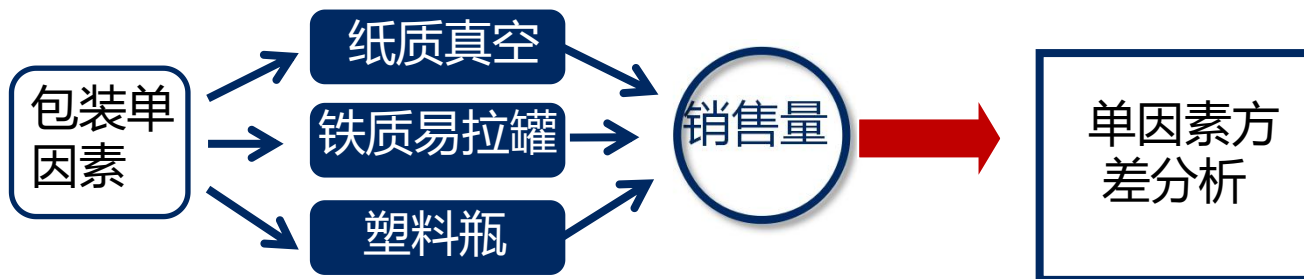 包装单
因素
纸质真空
铁质易拉罐
塑料瓶
销售量
单因素方
差分析